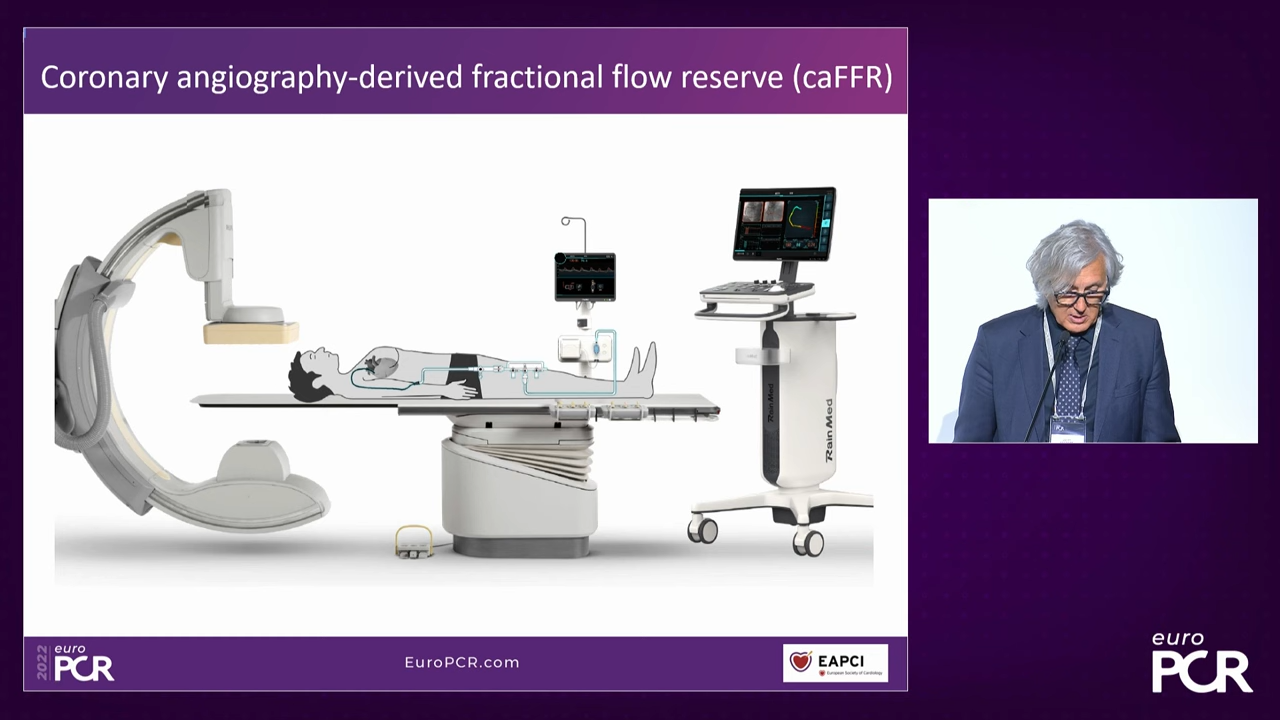 Coronary angiography-derived fractional flow reserve (caFFR)
RainMed
RainMed
2022
euro
PCR
EuroPCR.com
EAPCI
European Society of Cardiology
euro
PCR